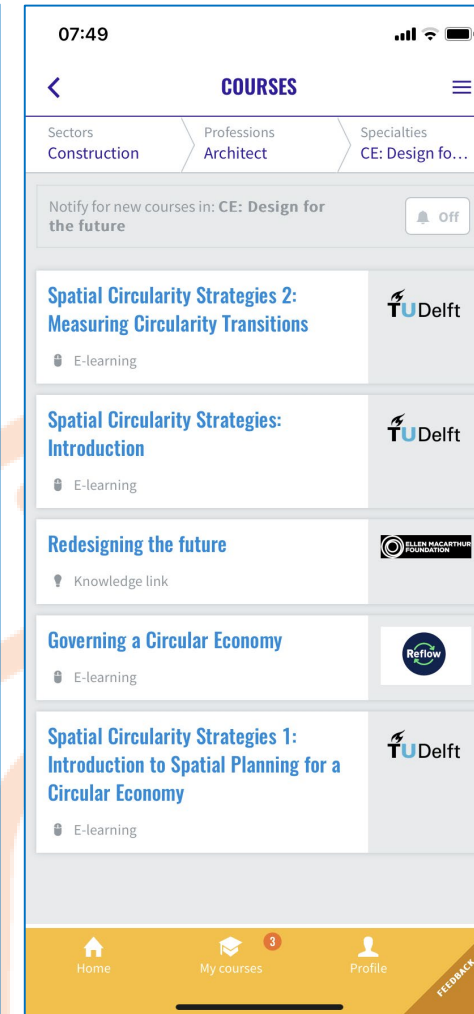 07:49
COURSES
Sectors
Construction
Professions
Architect
Specialties
CE: Design fo...
Notify for new courses in: CE: Design for
the future
Off
Spatial Circularity Strategies 2:
Measuring Circularity Transitions
E-learning
TUDelft
Spatial Circularity Strategies:
Introduction
E-learning
TUDelft
Redesigning the future
Knowledge link
ELLEN MACARTHUR
FOUNDATION
Governing a Circular Economy
E-learning
Reflow
Spatial Circularity Strategies 1:
Introduction to Spatial Planning for a
Circular Economy
E-learning
TUDelft
Home
3
My courses
Profile
FEEDBACK